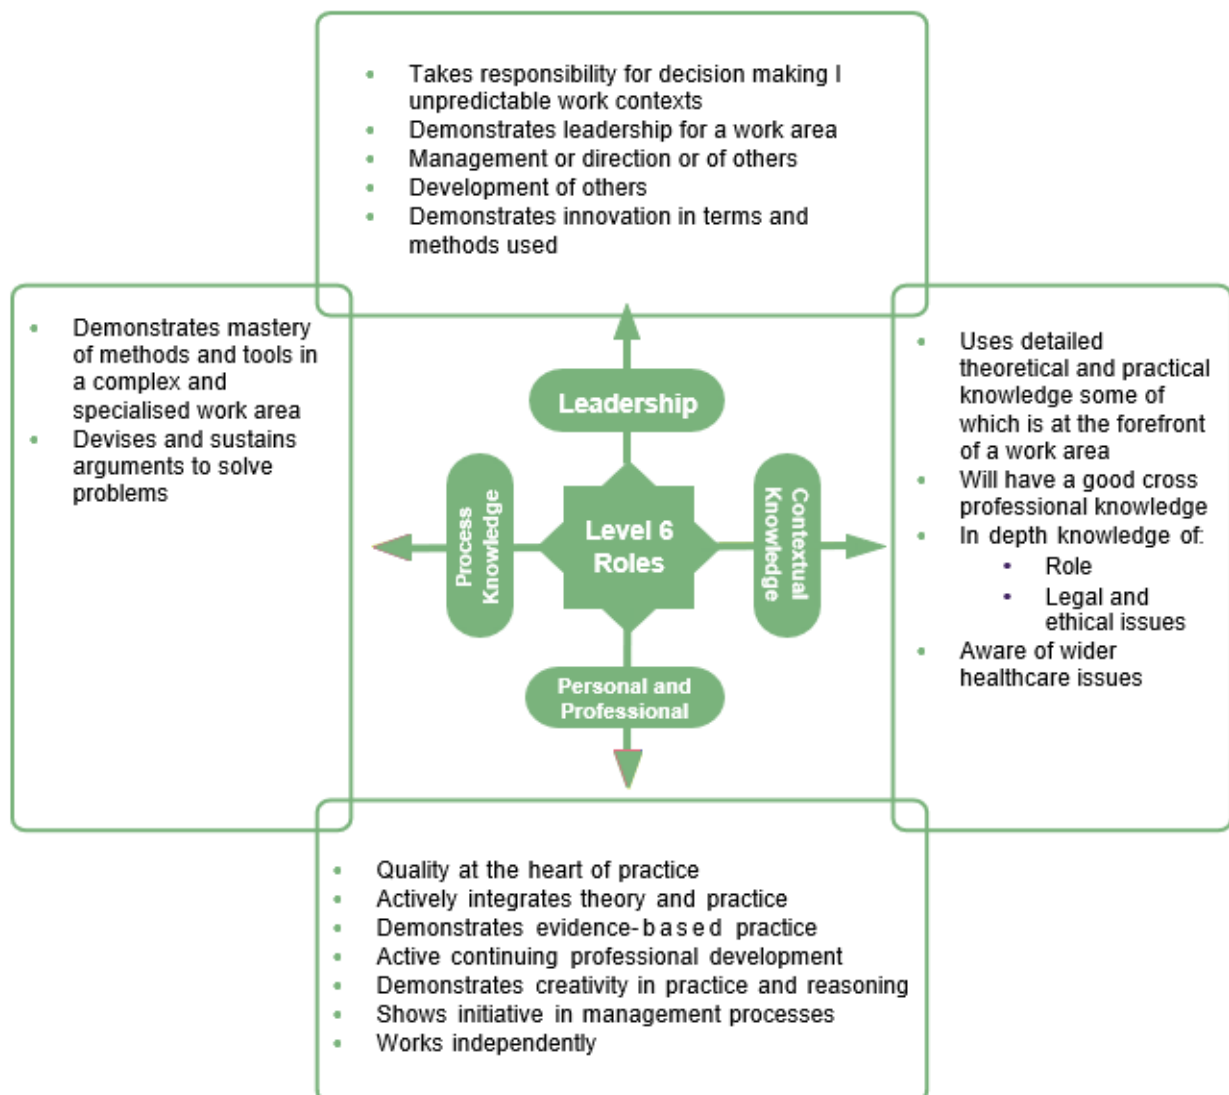 Takes responsibility for decision making I
unpredictable work contexts
Demonstrates leadership for a work area
Management or direction or of others
Development of others
Demonstrates innovation in terms and
methods used
Demonstrates mastery
of methods and tools in
a complex and
specialised work area
Devises and sustains
arguments to solve
problems
Leadership
Process
Knowledge
Level 6
Roles
Contextual
Knowledge
Personal and
Professional
Uses detailed
theoretical and practical
knowledge some of
which is at the forefront
of a work area
Will have a good cross
professional knowledge
In depth knowledge of:
Role
Legal and
ethical issues
Aware of wider
healthcare issues
Quality at the heart of practice
Actively integrates theory and practice
Demonstrates evidence-based practice
Active continuing professional development
Demonstrates creativity in practice and reasoning
Shows initiative in management processes
Works independently